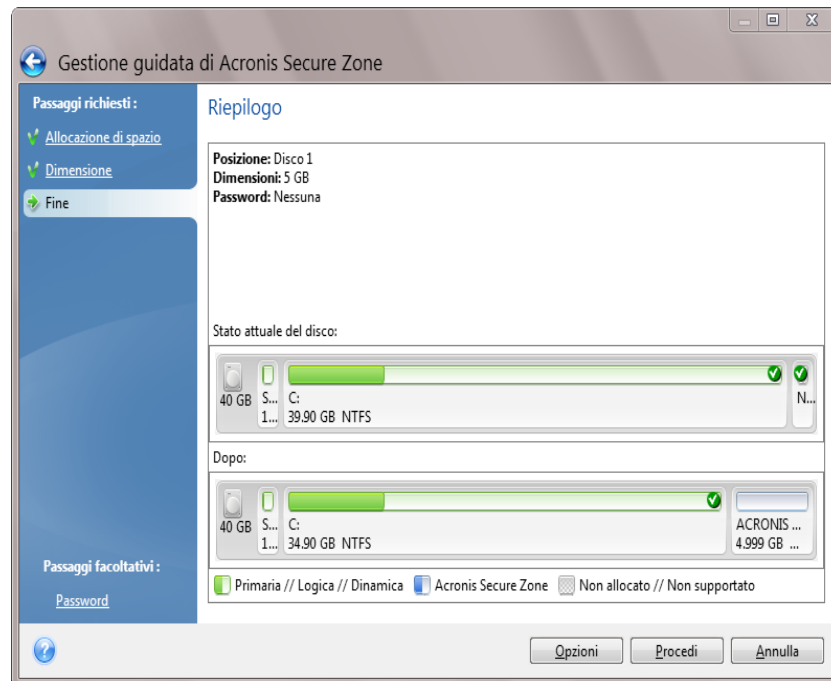 Gestione guidata di Acronis Secure Zone
Passaggi richiesti :
Allocazione di spazio
Dimensione
Fine
Riepilogo
Posizione: Disco 1
Dimensioni: 5 GB
Password: Nessuna
Stato attuale del disco:
40 GB
S...
1...
C:
39.90 GB NTFS
N...
Dopo:
40 GB
S...
1...
C:
34.90 GB NTFS
ACRONIS ...
4.999 GB ...
Primaria // Logica // Dinamica Acronis Secure Zone Non allocato // Non supportato
Passaggi facoltativi :
Password
Opzioni Procedi Annulla